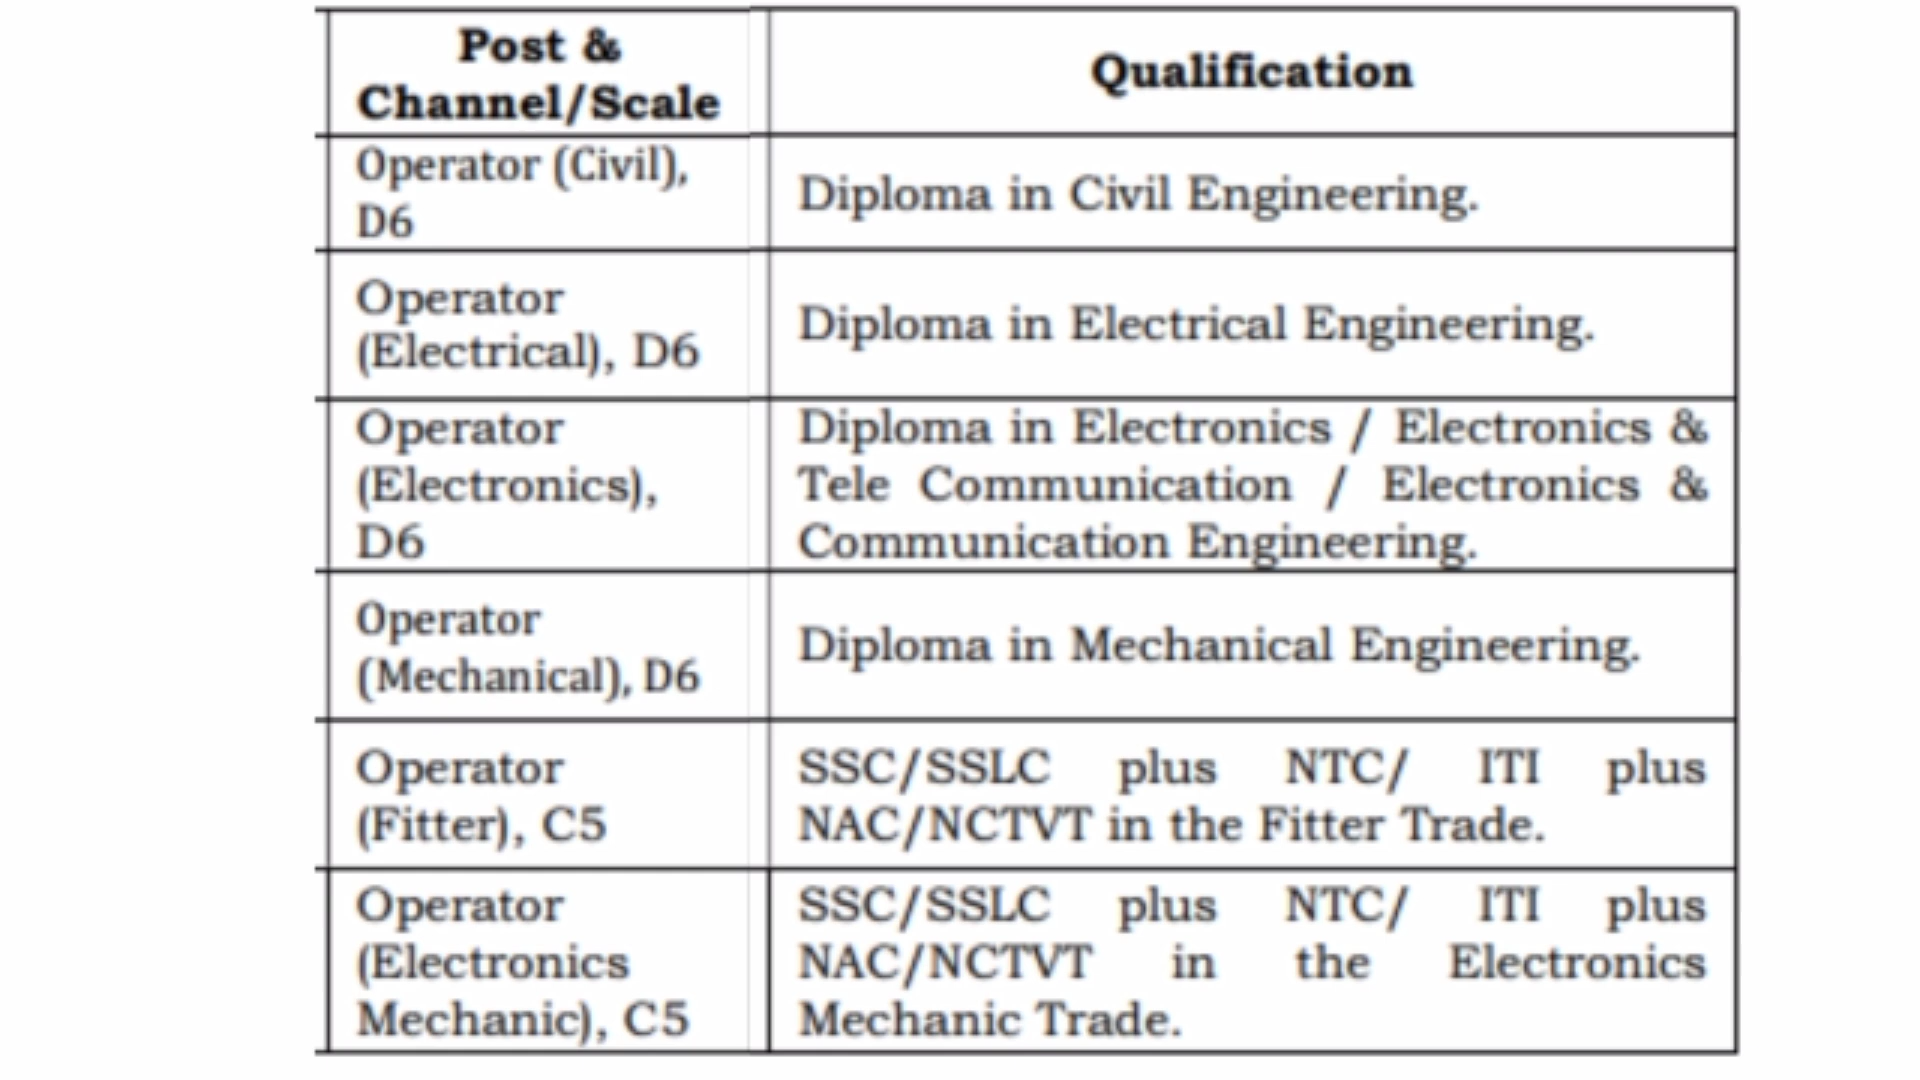 Post &
Channel/Scale
Qualification
Operator (Civil),
D6
Diploma in Civil Engineering.
Operator
(Electrical), D6
Diploma in Electrical Engineering.
Operator
(Electronics),
D6
Diploma in Electronics / Electronics &
Tele Communication / Electronics &
Communication Engineering.
Operator
(Mechanical), D6
Diploma in Mechanical Engineering.
Operator
(Fitter), C5
SSC/SSLC plus NTC/ ITI plus
NAC/NCTVT in the Fitter Trade.
Operator
(Electronics
Mechanic), C5
SSC/SSLC plus NTC/ ITI plus
NAC/NCTVT in the Electronics
Mechanic Trade.